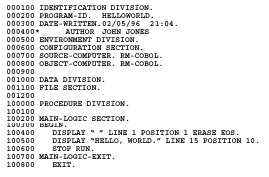 000100 IDENTIFICATION DIVISION.
000200 PROGRAM-ID.  HELLOWORLD.
000300 DATE-WRITTEN.02/05/96  21:04.
000400*     AUTHOR JOHN JONES
000500 ENVIRONMENT DIVISION.
000600 CONFIGURATION SECTION.
000700 SOURCE-COMPUTER. RM-COBOL.
000800 OBJECT-COMPUTER. RM-COBOL.
000900
001000 DATA DIVISION.
001100 FILE SECTION.
001200
100000 PROCEDURE DIVISION.
100100
100200 MAIN-LOGIC SECTION.
100300 BEGIN.
100400    DISPLAY " " LINE 1 POSITION 1 ERASE EOS.
100500    DISPLAY "HELLO, WORLD." LINE 15 POSITION 10.
100600    STOP RUN.
100700 MAIN-LOGIC-EXIT.
100800    EXIT.